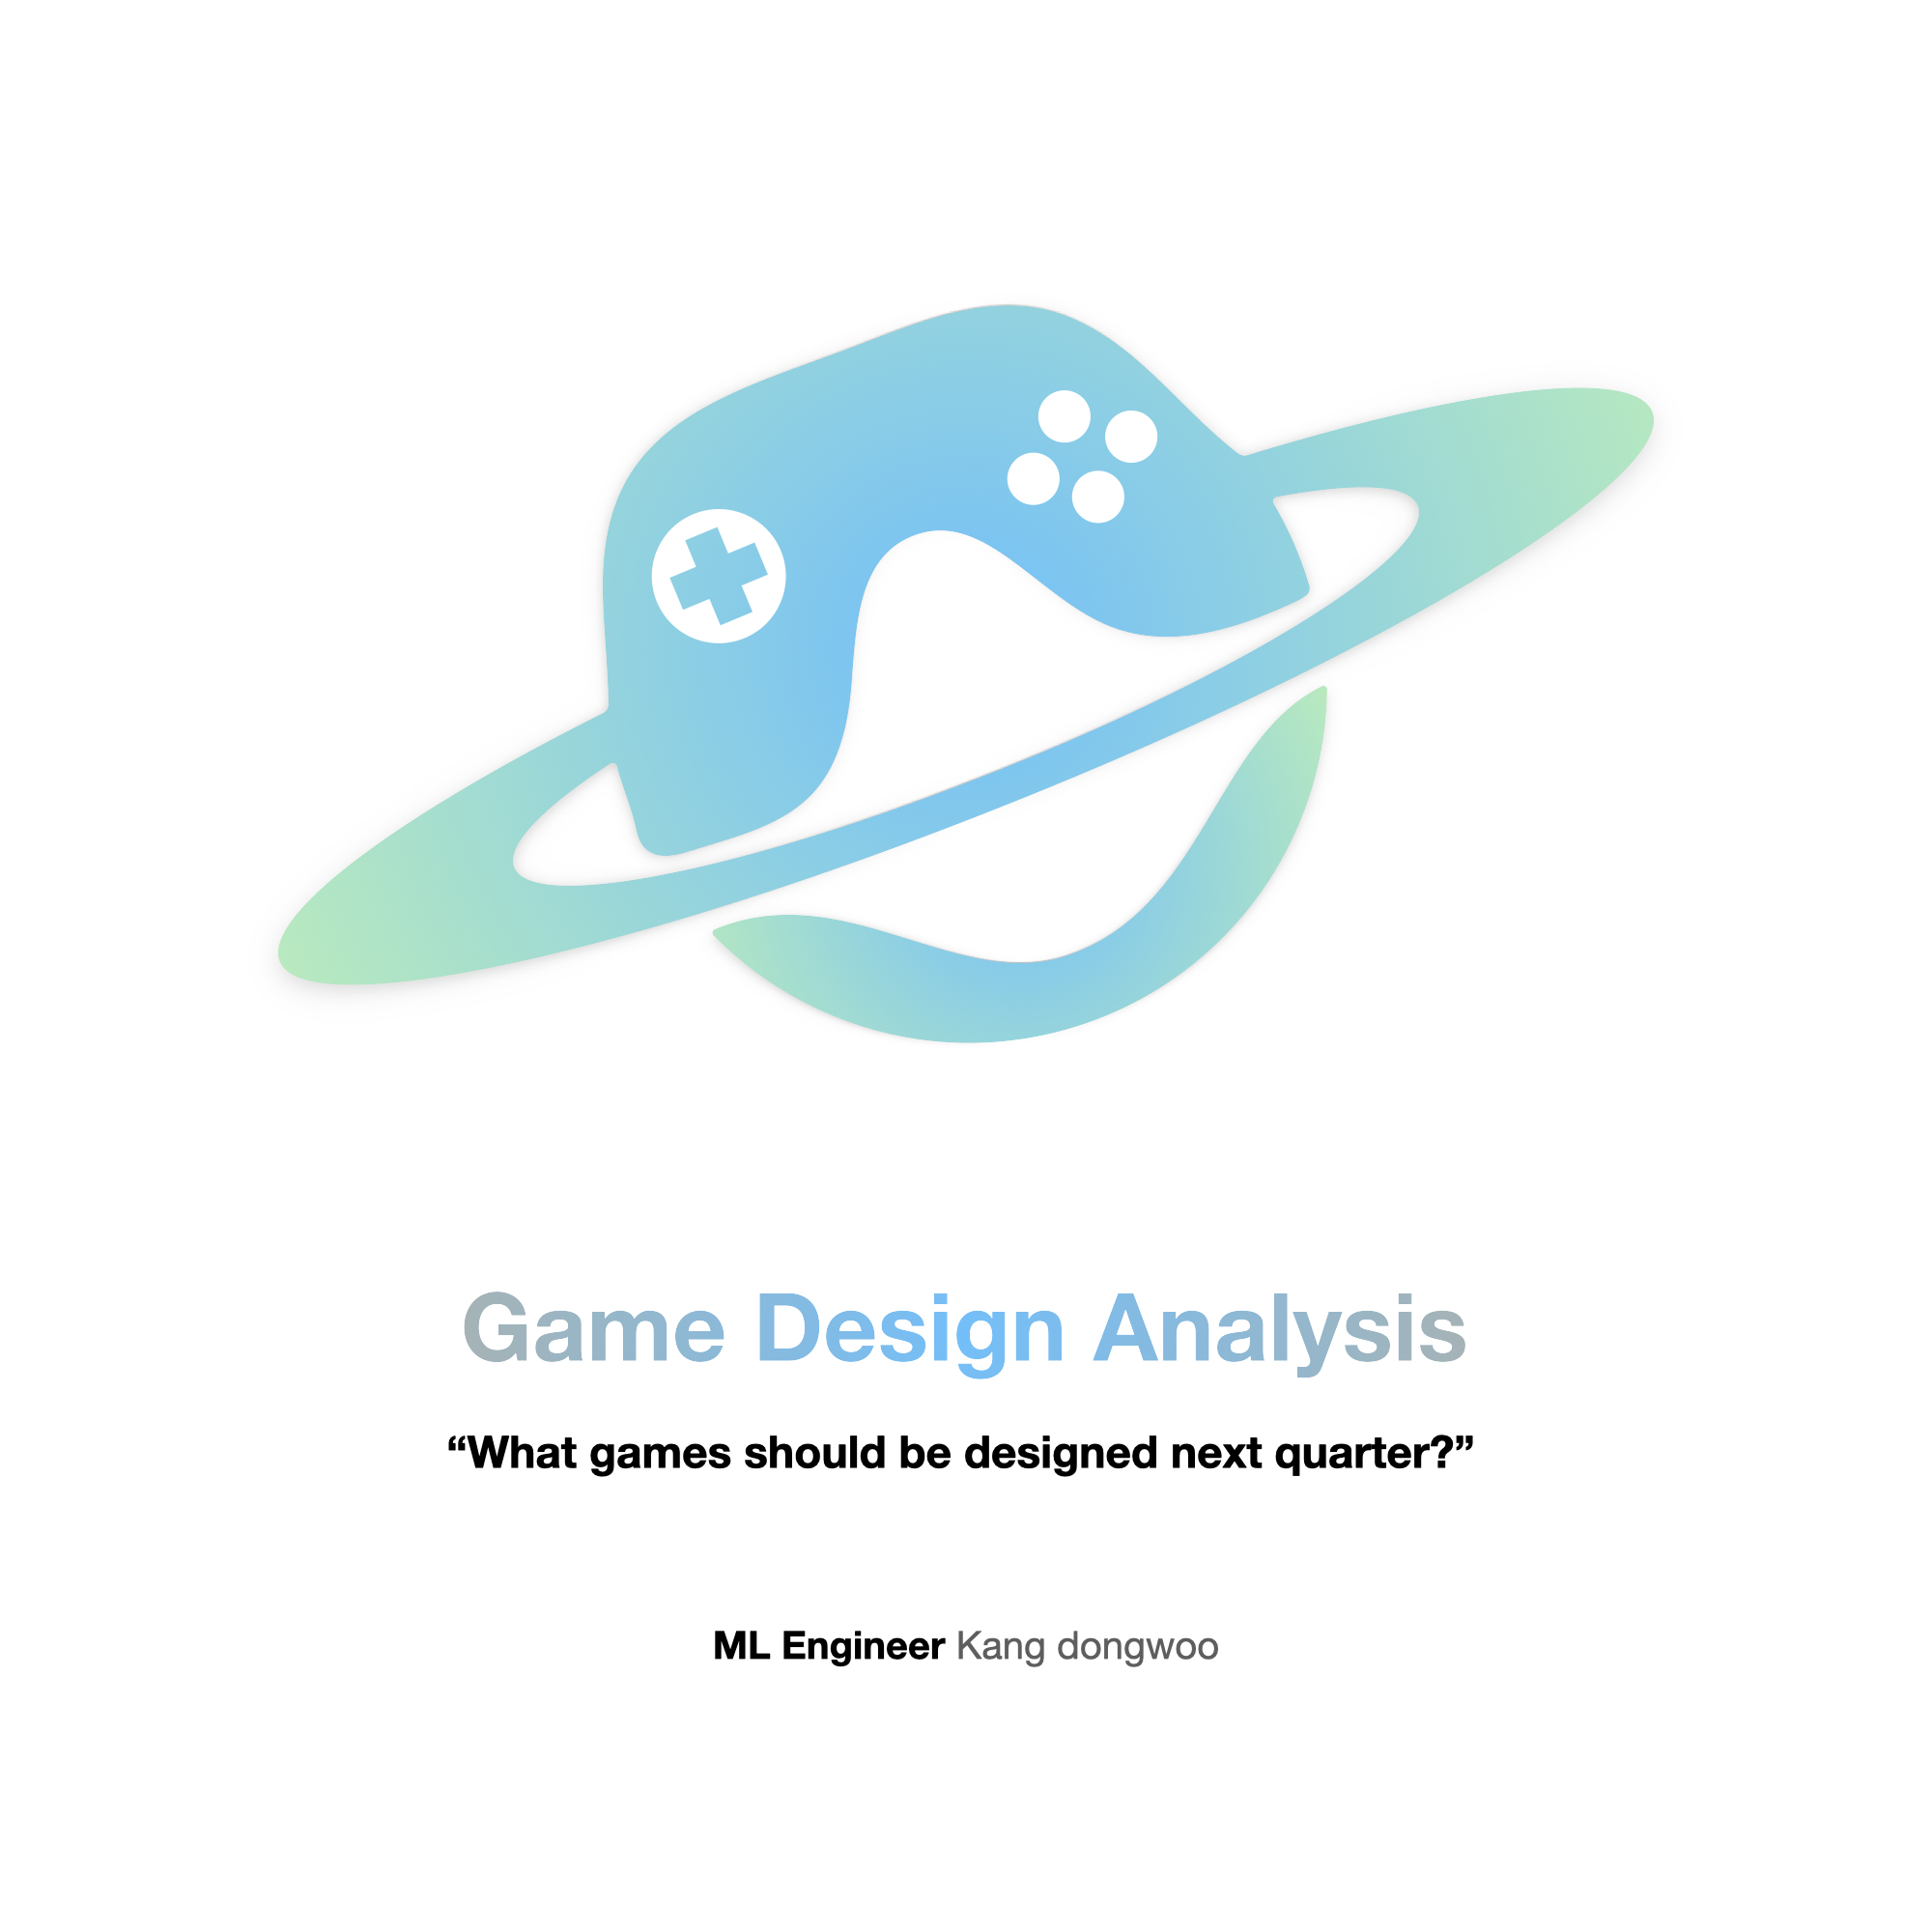 Game Design Analysis
““What games should be designed next quarter?””
ML Engineer Kang dongwoo